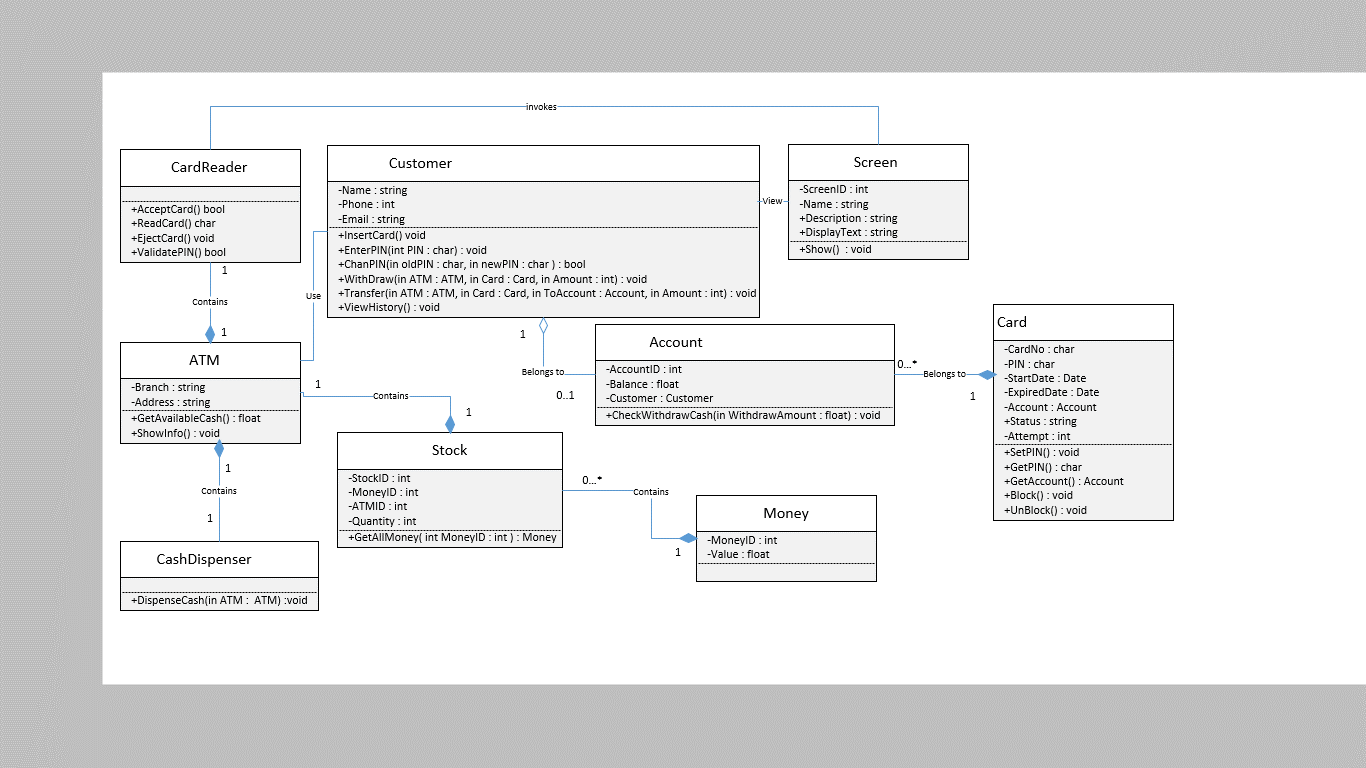 invokes
CardReader
+AcceptCard() bool
+ReadCard() char
+EjectCard() void
+ValidatePIN() bool
Customer
-Name : string
-Phone : int
-Email : string
+InsertCard() void
+EnterPIN(int PIN : char) : void
+ChanPIN(in oldPIN : char, in newPIN : char ) : bool
+WithDraw(in ATM : ATM, in Card : Card, in Amount : int) : void
+Transfer(in ATM : ATM, in Card : Card, in ToAccount : Account, in Amount : int) : void
+ViewHistory() : void
View
Screen
-ScreenID : int
-Name : string
+Description : string
+DisplayText : string
+Show() : void
1
Contains
1
Use
ATM
-Branch : string
-Address : string
+GetAvailableCash() : float
+ShowInfo() : void
1
Belongs to
0..1
Account
-AccountID : int
-Balance : float
-Customer : Customer
+CheckWithdrawCash(in WithdrawAmount : float) : void
0...*
Belongs to
1
Card
-CardNo : char
-PIN : char
-StartDate : Date
-ExpiredDate : Date
-Account : Account
+Status : string
-Attempt : int
+SetPIN() : void
+GetPIN() : char
+GetAccount() : Account
+Block() : void
+UnBlock() : void
1
Contains
1
Stock
-StockID : int
-MoneyID : int
-ATMID : int
-Quantity : int
+GetAllMoney( int MoneyID : int ) : Money
0...*
Contains
1
Money
-MoneyID : int
-Value : float
1
Contains
1
CashDispenser
+DispenseCash(in ATM : ATM) :void